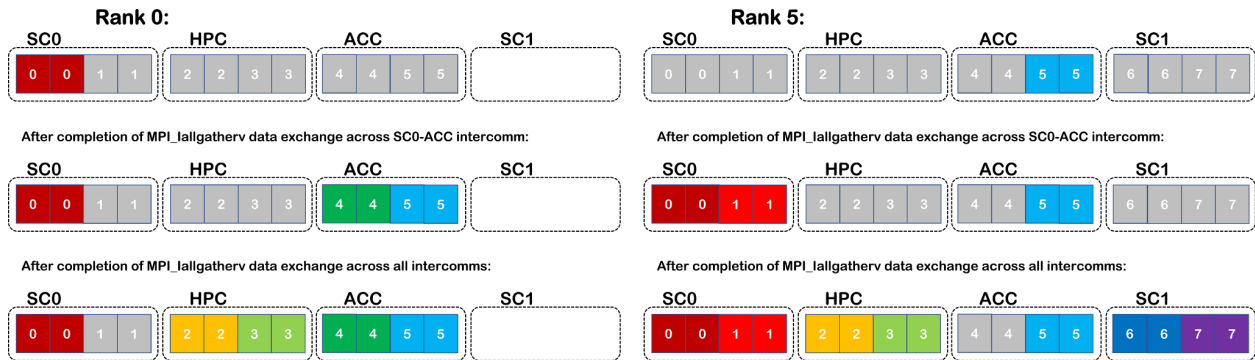 Rank 0:
SC0 HPC ACC SC1
0 0 1 1 2 2 3 3 4 4 5 5
After completion of MPI_Iallgatherv data exchange across SC0-ACC intercomm:
SC0 HPC ACC SC1
0 0 1 1 2 2 3 3 4 4 5 5
After completion of MPI_Iallgatherv data exchange across all intercomms:
SC0 HPC ACC SC1
0 0 1 1 2 2 3 3 4 4 5 5
Rank 5:
SC0 HPC ACC SC1
0 0 1 1 2 2 3 3 4 4 5 5 6 6 7 7
After completion of MPI_Iallgatherv data exchange across SC0-ACC intercomm:
SC0 HPC ACC SC1
0 0 1 1 2 2 3 3 4 4 5 5 6 6 7 7
After completion of MPI_Iallgatherv data exchange across all intercomms:
SC0 HPC ACC SC1
0 0 1 1 2 2 3 3 4 4 5 5 6 6 7 7